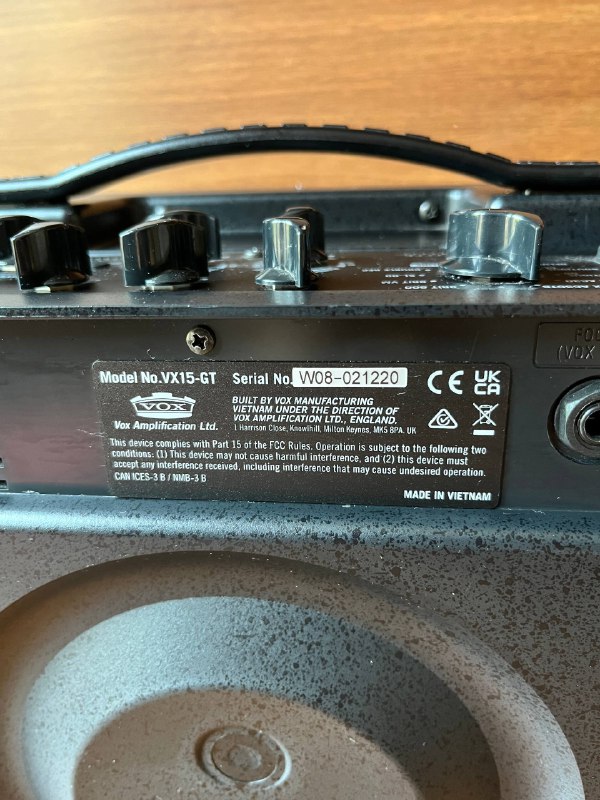 Model No.VX15-GT Serial No. W08-021220
CE UK CA
VOX
Vox Amplification Ltd.
BUILT BY VOX MANUFACTURING
VIETNAM UNDER THE DIRECTION OF
VOX AMPLIFICATION LTD., ENGLAND.
1 Harrison Close, Knowlhill, Milton Keynes, MK5 8PA. UK
This device complies with Part 15 of the FCC Rules. Operation is subject to the following two
conditions: (1) This device may not cause harmful interference, and (2) this device must
accept any interference received, including interference that may cause undesired operation.
CAN ICES-3 B / NMB-3 B
MADE IN VIETNAM
(VOX